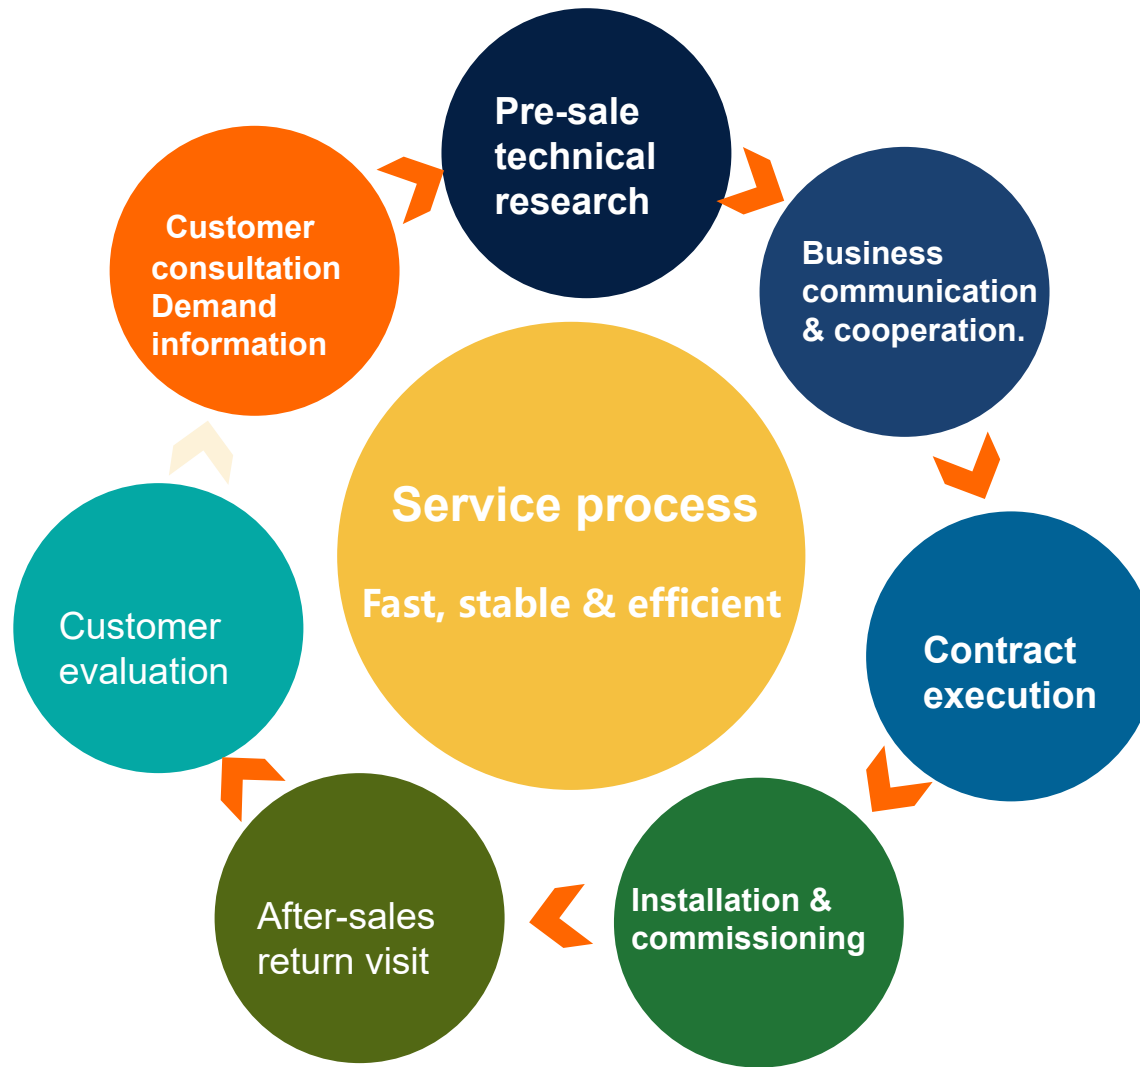 Pre-sale
technical
research
Customer
consultation
Demand
information
Business
communication
& cooperation.
Service process
Fast, stable & efficient
Customer
evaluation
Contract
execution
After-sales
return visit
Installation &
commissioning